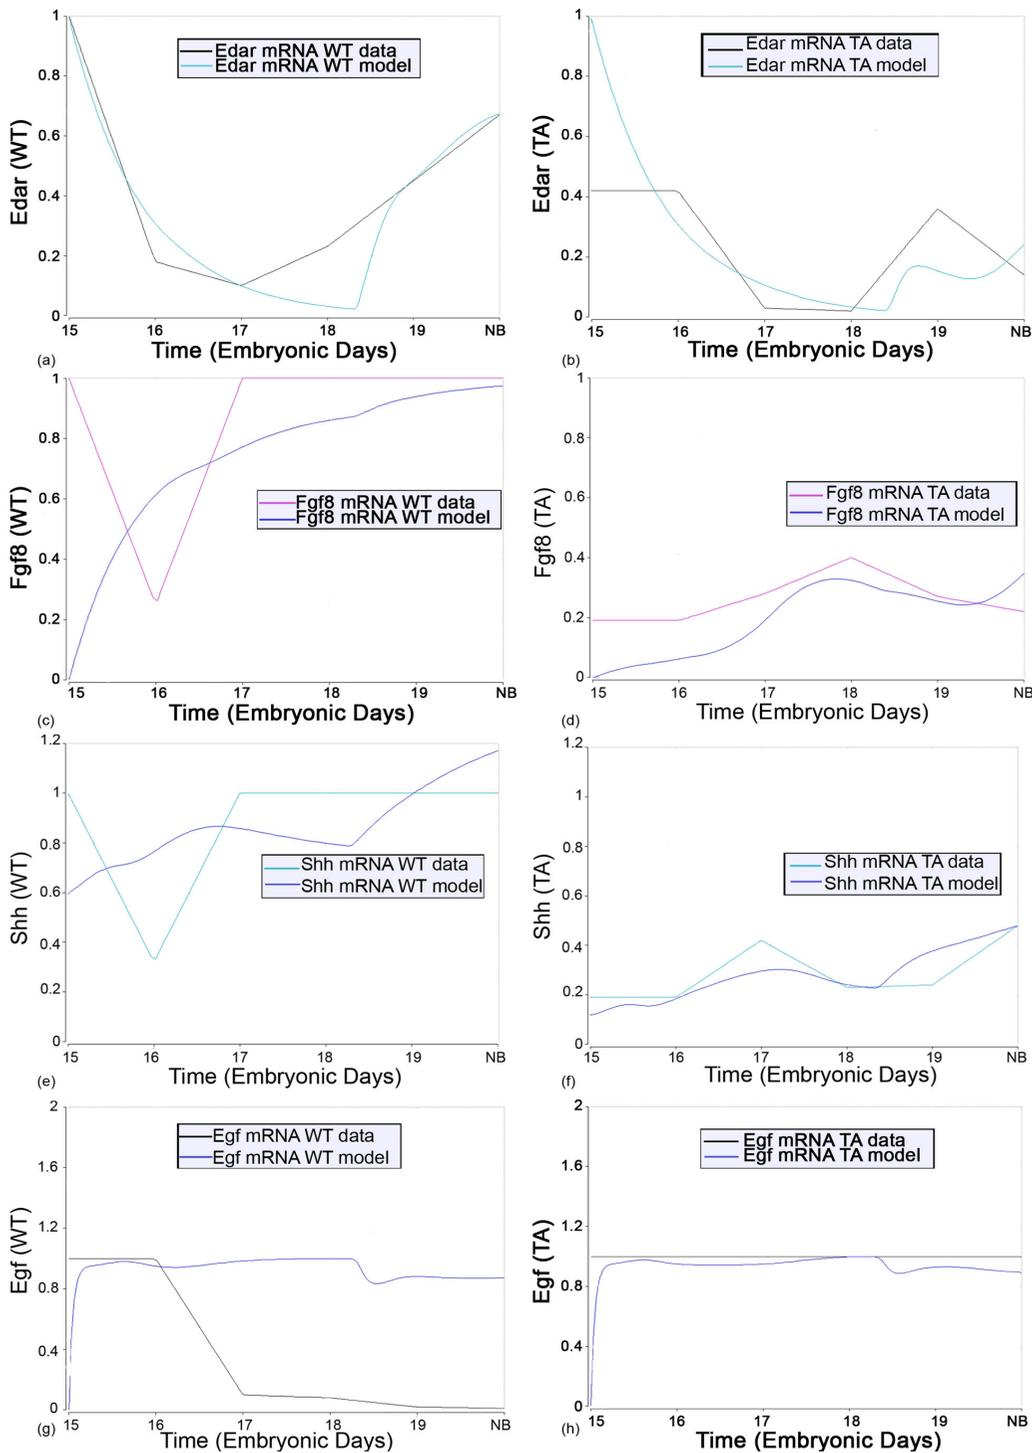 1
0.8
0.6
0.4
0.2
0
Edar (WT)
Edar mRNA WT data
Edar mRNA WT model
15 16 17 18 19 NB
(a) Time (Embryonic Days)
1
0.8
0.6
0.4
0.2
0
Edar (TA)
Edar mRNA TA data
Edar mRNA TA model
15 16 17 18 19 NB
(b) Time (Embryonic Days)
1
0.8
0.6
0.4
0.2
0
Fgf8 (WT)
Fgf8 mRNA WT data
Fgf8 mRNA WT model
15 16 17 18 19 NB
(c) Time (Embryonic Days)
1
0.8
0.6
0.4
0.2
0
Fgf8 (TA)
Fgf8 mRNA TA data
Fgf8 mRNA TA model
15 16 17 18 19 NB
(d) Time (Embryonic Days)
1.2
1
0.8
0.6
0.4
0.2
0
Shh (WT)
Shh mRNA WT data
Shh mRNA WT model
15 16 17 18 19 NB
(e) Time (Embryonic Days)
1.2
1
0.8
0.6
0.4
0.2
0
Shh (TA)
Shh mRNA TA data
Shh mRNA TA model
15 16 17 18 19 NB
(f) Time (Embryonic Days)
2
1.6
1.2
0.8
0.4
0
Egf (WT)
Egf mRNA WT data
Egf mRNA WT model
15 16 17 18 19 NB
(g) Time (Embryonic Days)
2
1.6
1.2
0.8
0.4
0
Egf (TA)
Egf mRNA TA data
Egf mRNA TA model
15 16 17 18 19 NB
(h) Time (Embryonic Days)